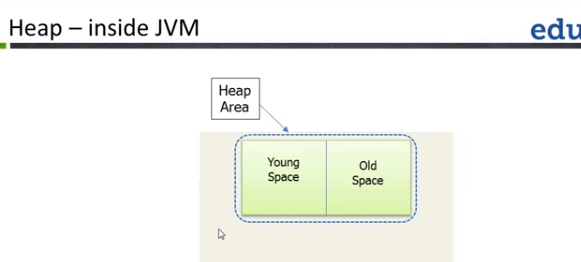 Heap – inside JVM
edu
Heap
Area
Young
Space
Old
Space